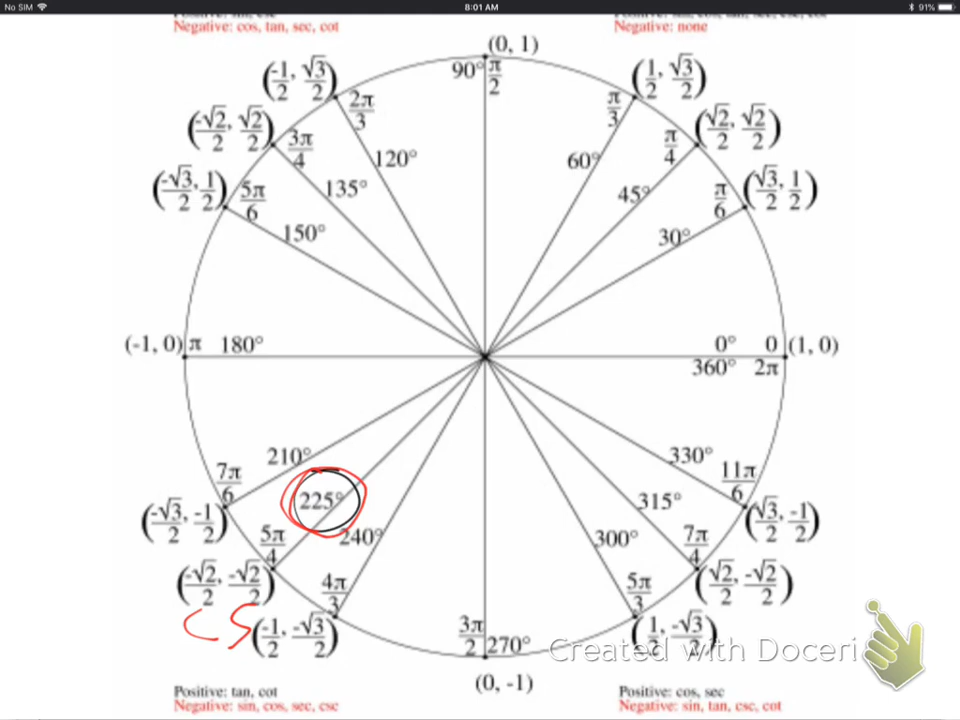 No SIM 8:01 AM 91%
Negative: cos, tan, sec, cot
Negative: none
(0, 1)
90° π/2
(-1/2, √3/2) 2π/3 120°
(1/2, √3/2) π/3 60°
(-√2/2, √2/2) 3π/4 135°
(√2/2, √2/2) π/4 45°
(-√3/2, 1/2) 5π/6 150°
(√3/2, 1/2) π/6 30°
(-1, 0) π 180°
0° 0 (1, 0)
360° 2π
210° 7π/6 (-√3/2, -1/2)
330° 11π/6 (√3/2, -1/2)
225° 5π/4 (-√2/2, -√2/2)
315° 7π/4 (√2/2, -√2/2)
C S
240° 4π/3 (-1/2, -√3/2)
300° 5π/3 (1/2, -√3/2)
3π/2 270°
Created with Doceri
(0, -1)
Positive: tan, cot
Negative: sin, cos, sec, csc
Positive: cos, sec
Negative: sin, tan, csc, cot